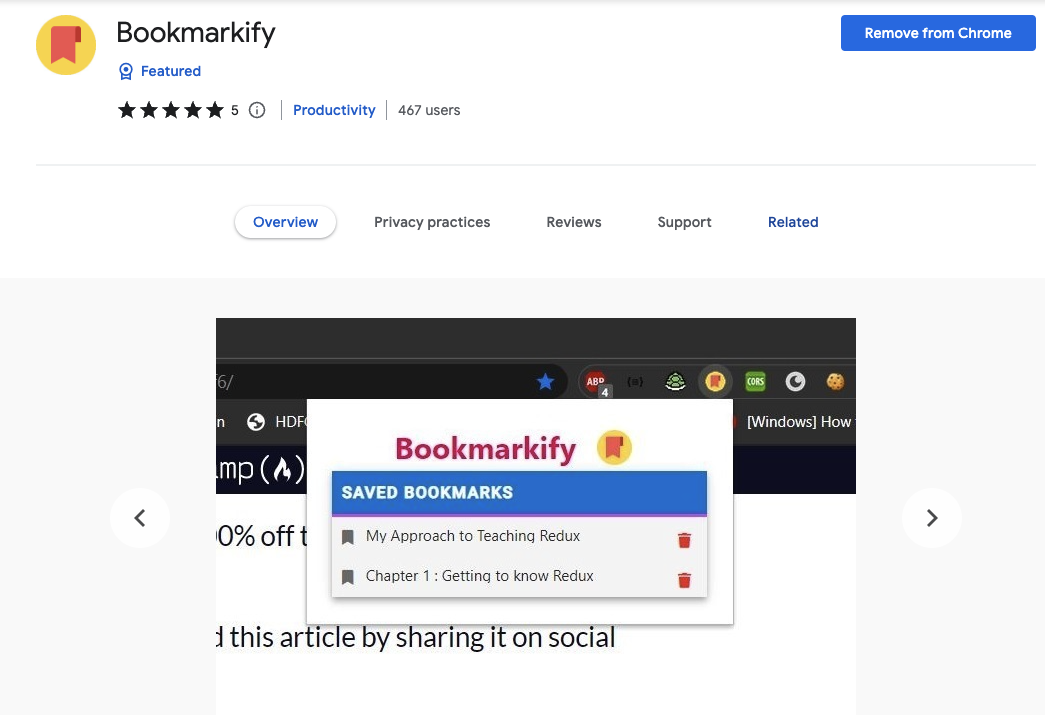 Bookmarkify
Remove from Chrome
Featured
5 Productivity 467 users
Overview Privacy practices Reviews Support Related
f6/
ABP 4 CORS
n HDF [Windows] How
Bookmarkify
mp(
SAVED BOOKMARKS
00% off t
My Approach to Teaching Redux
Chapter 1 : Getting to know Redux
d this article by sharing it on social